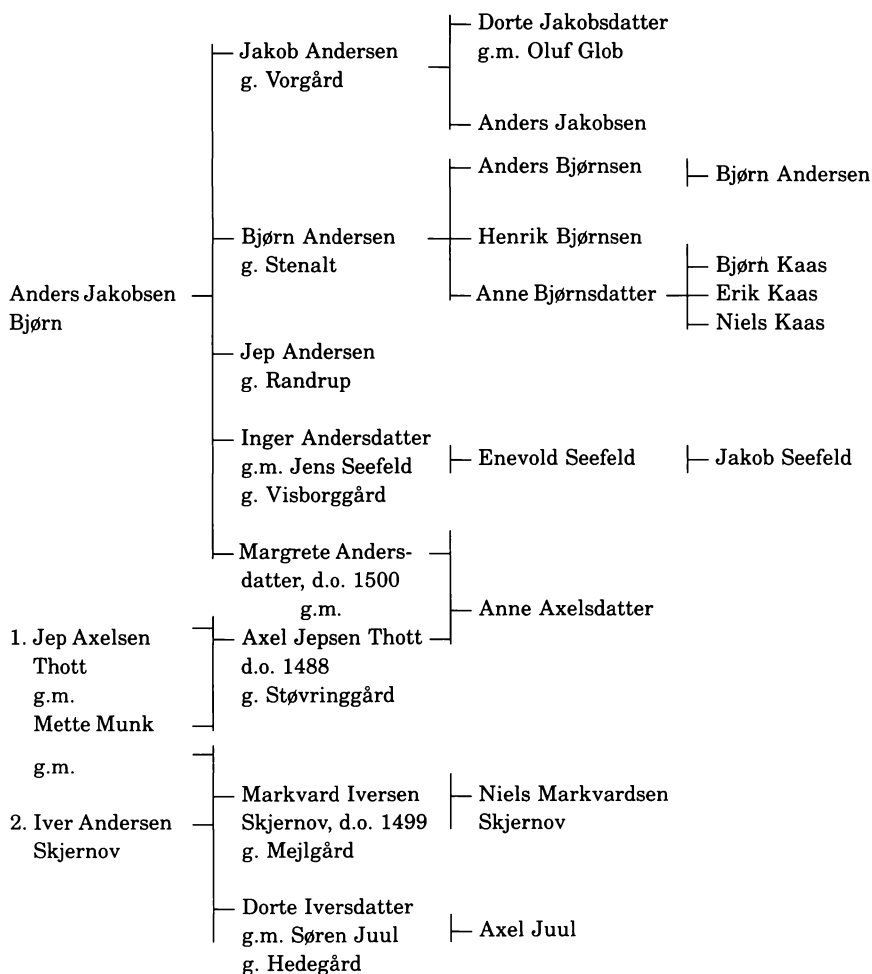 Dorte Jakobsdatter
g.m. Oluf Glob
Jakob Andersen
g. Vorgård
Anders Jakobsen
Anders Bjørnsen
Bjørn Andersen
Bjørn Andersen
g. Stenalt
Henrik Bjørnsen
Anne Bjørnsdatter
Bjørn Kaas
Erik Kaas
Niels Kaas
Anders Jakobsen
Bjørn
Jep Andersen
g. Randrup
Inger Andersdatter
g.m. Jens Seefeld
g. Visborggård
Enevold Seefeld
Jakob Seefeld
Margrete Anders-
datter, d.o. 1500
g.m.
Anne Axelsdatter
1. Jep Axelsen
Thott
g.m.
Mette Munk
Axel Jepsen Thott
d.o. 1488
g. Støvringgård
g.m.
2. Iver Andersen
Skjernov
Markvard Iversen
Skjernov, d.o. 1499
g. Mejlgård
Niels Markvardsen
Skjernov
Dorte Iversdatter
g.m. Søren Juul
g. Hedegård
Axel Juul